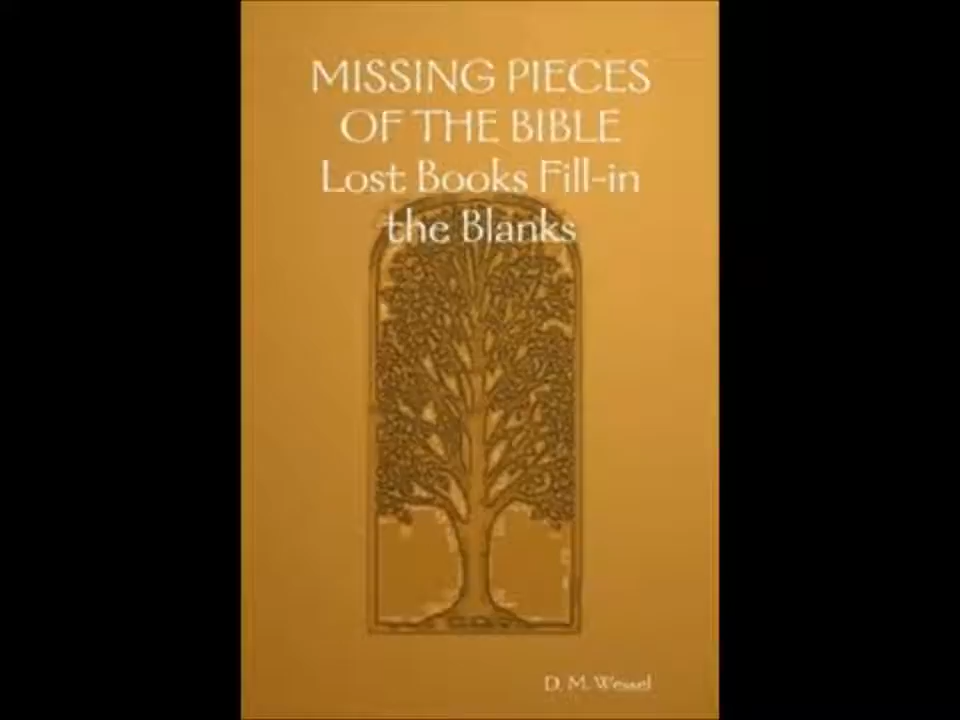 MISSING PIECES
OF THE BIBLE
Lost Books Fill-in
the Blanks
D. M. Wessel